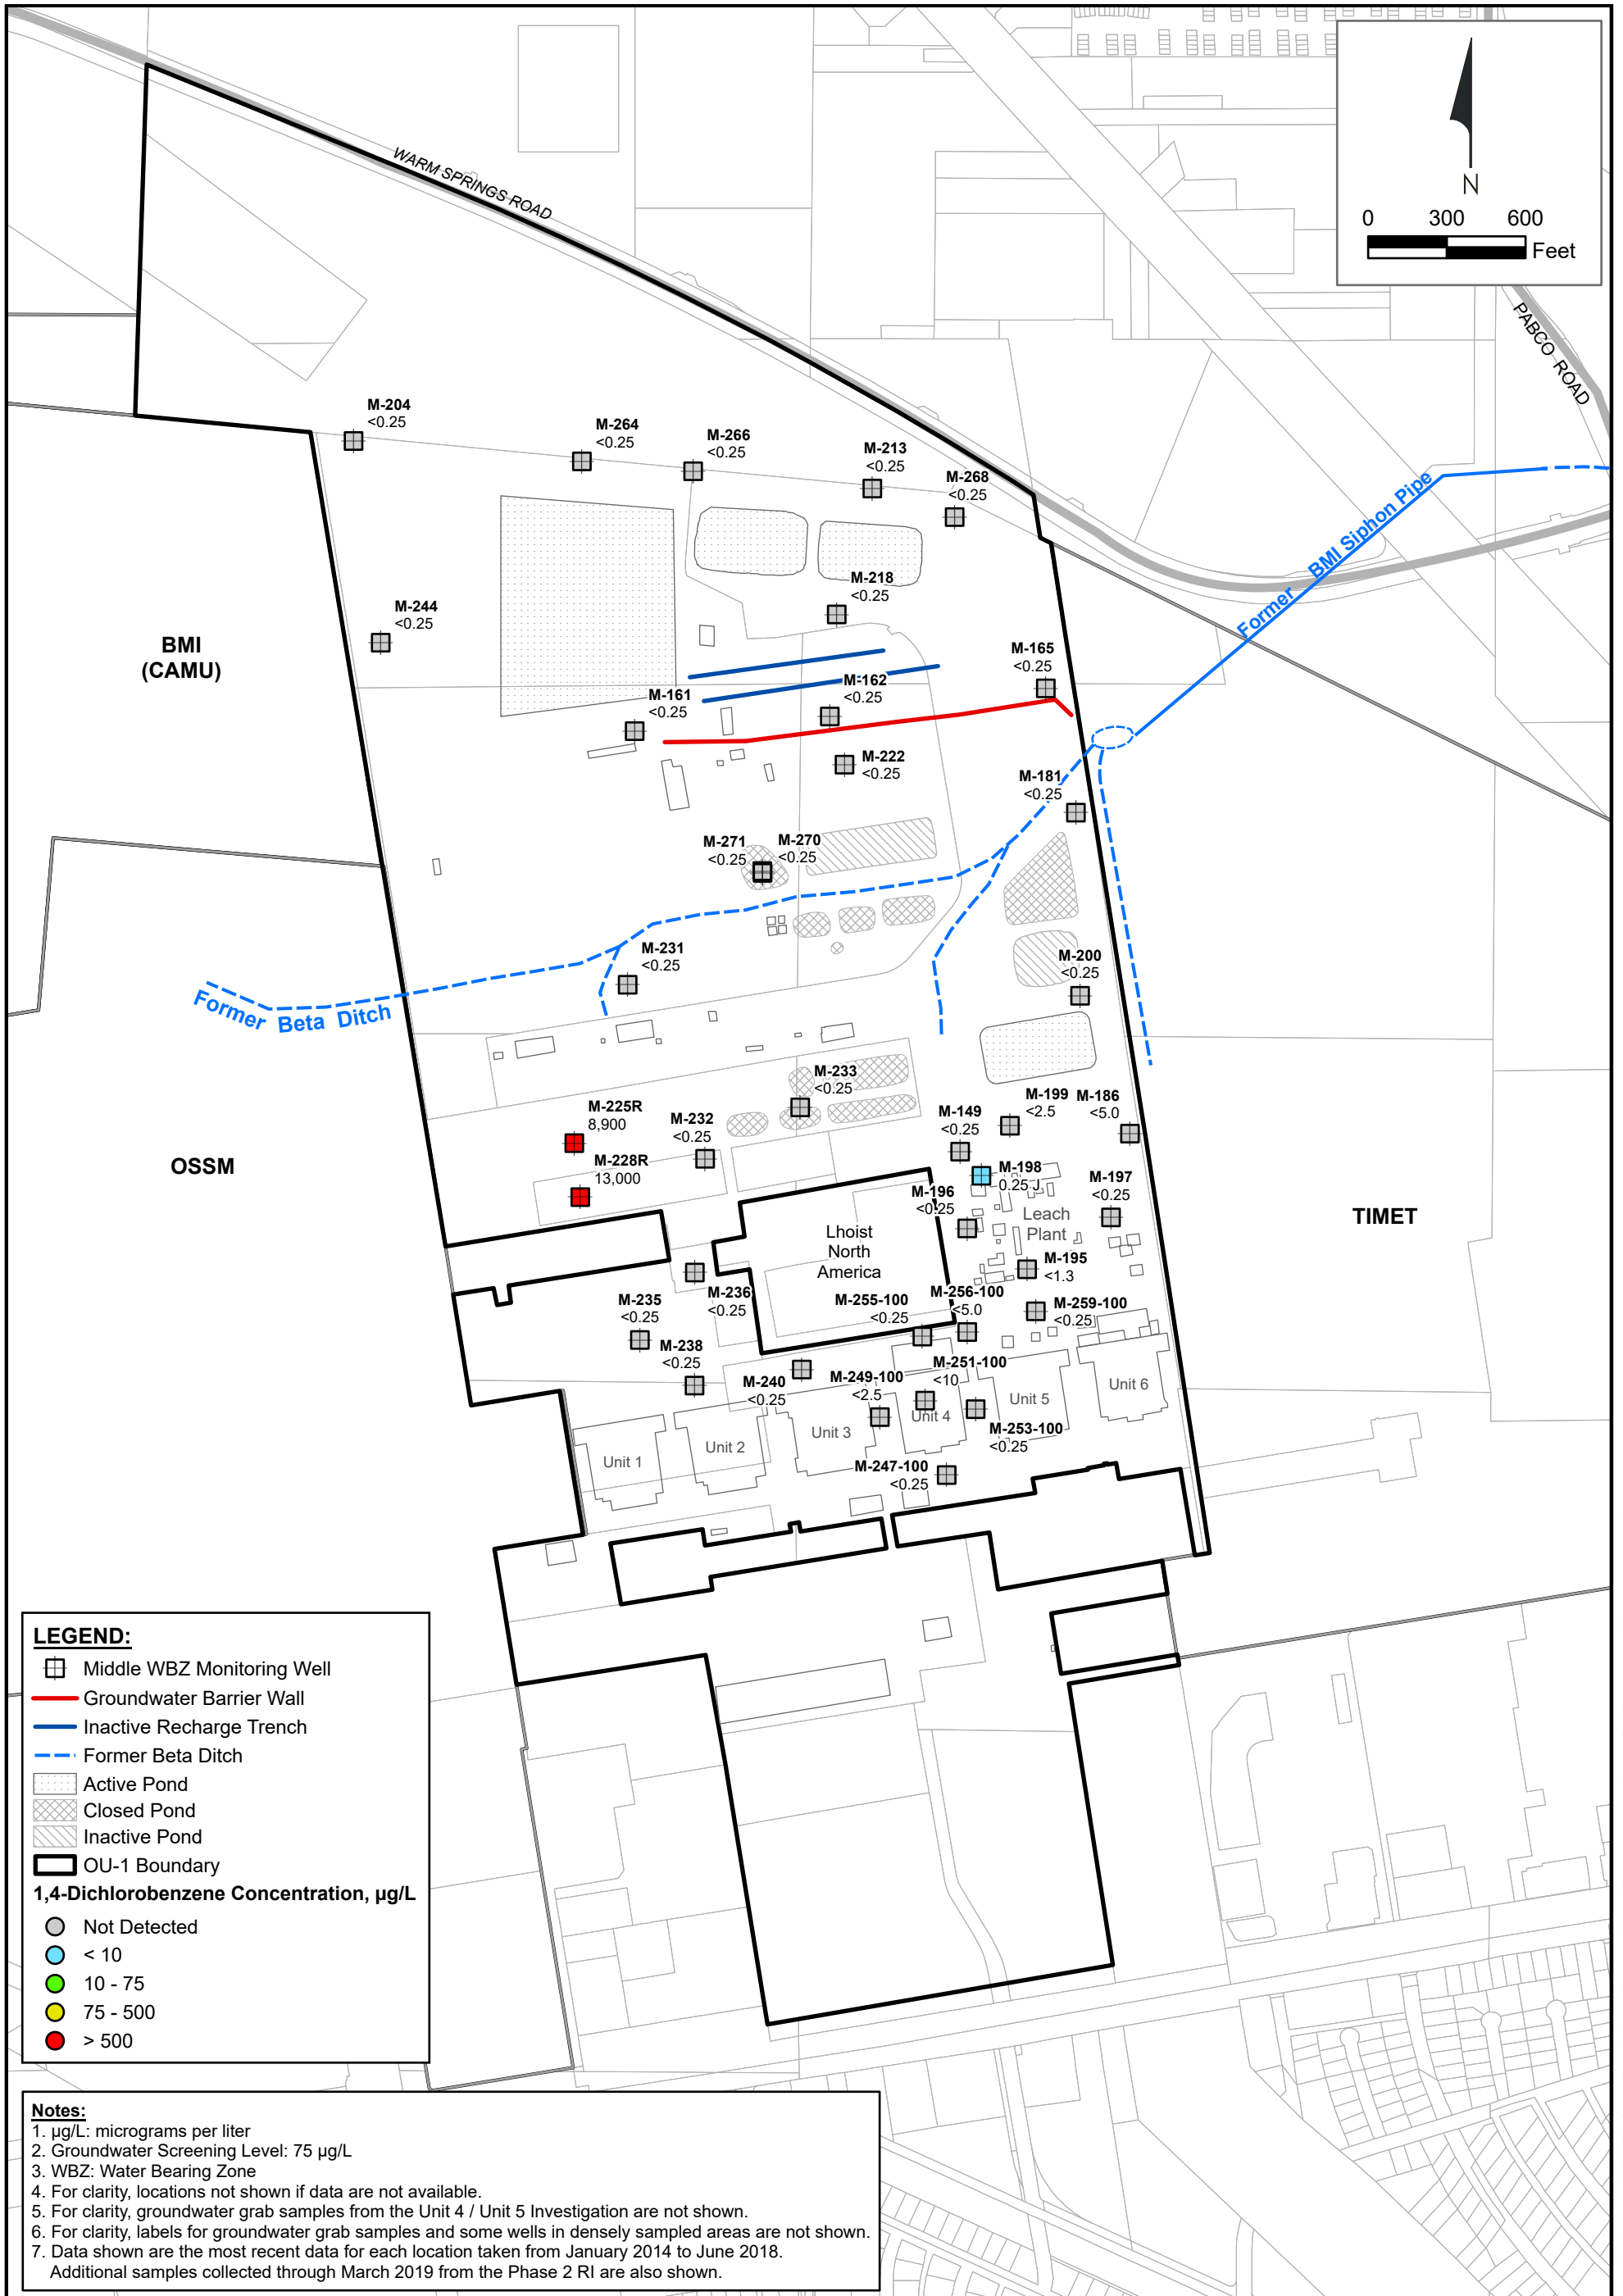 WARM SPRINGS ROAD
N
0 300 600
Feet
PABCO ROAD
M-204
<0.25
M-264
<0.25
M-266
<0.25
M-213
<0.25
M-268
<0.25
Former BMI Siphon Pipe
M-218
<0.25
M-244
<0.25
BMI
(CAMU)
M-165
<0.25
M-161
<0.25
M-162
<0.25
M-222
<0.25
M-181
<0.25
M-271
<0.25
M-270
<0.25
M-231
<0.25
M-200
<0.25
Former Beta Ditch
M-233
<0.25
M-225R
8,900
M-232
<0.25
M-149
<0.25
M-199
<2.5
M-186
<5.0
OSSM
M-228R
13,000
M-198
0.25 J
M-197
<0.25
M-196
<0.25
Leach
Plant
TIMET
Lhoist
North
America
M-195
<1.3
M-236
<0.25
M-235
<0.25
M-255-100
<0.25
M-256-100
<5.0
M-259-100
<0.25
M-238
<0.25
M-240
<0.25
M-249-100
<2.5
M-251-100
<10
Unit 6
Unit 5
Unit 4
Unit 3
Unit 2
Unit 1
M-253-100
<0.25
M-247-100
<0.25
LEGEND:
Middle WBZ Monitoring Well
Groundwater Barrier Wall
Inactive Recharge Trench
Former Beta Ditch
Active Pond
Closed Pond
Inactive Pond
OU-1 Boundary
1,4-Dichlorobenzene Concentration, µg/L
Not Detected
< 10
10 - 75
75 - 500
> 500
Notes:
1. µg/L: micrograms per liter
2. Groundwater Screening Level: 75 µg/L
3. WBZ: Water Bearing Zone
4. For clarity, locations not shown if data are not available.
5. For clarity, groundwater grab samples from the Unit 4 / Unit 5 Investigation are not shown.
6. For clarity, labels for groundwater grab samples and some wells in densely sampled areas are not shown.
7. Data shown are the most recent data for each location taken from January 2014 to June 2018.
Additional samples collected through March 2019 from the Phase 2 RI are also shown.